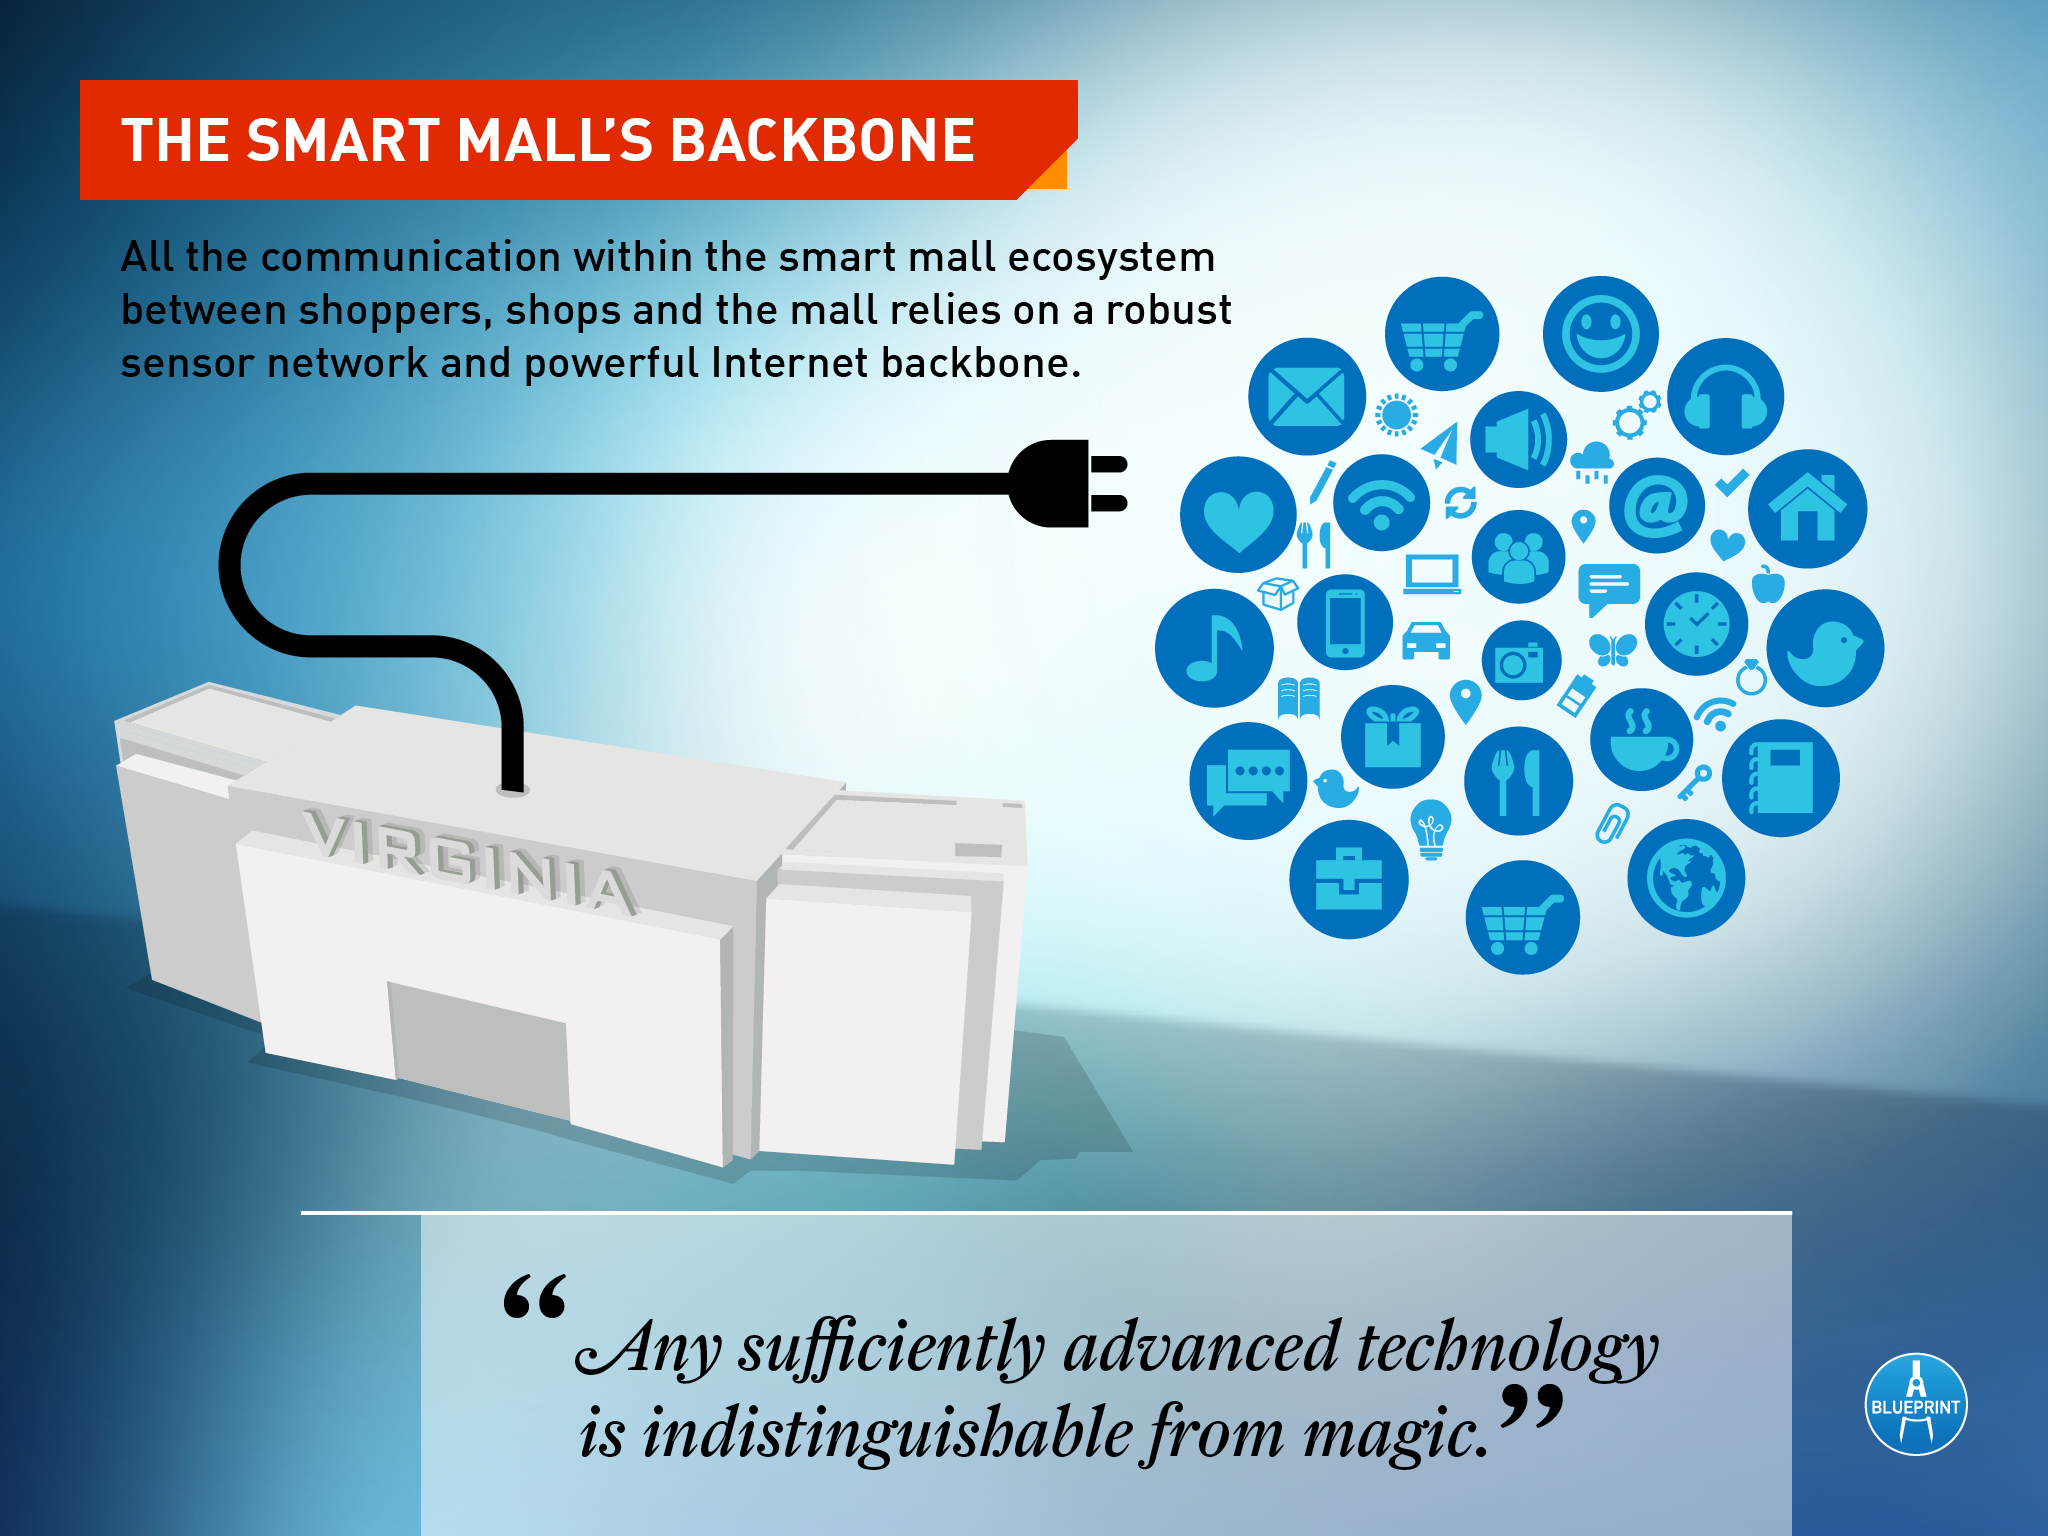 THE SMART MALL’S BACKBONE
All the communication within the smart mall ecosystem
between shoppers, shops and the mall relies on a robust
sensor network and powerful Internet backbone.
@
VIRGINIA
“Any sufficiently advanced technology
is indistinguishable from magic.”
BLUEPRINT